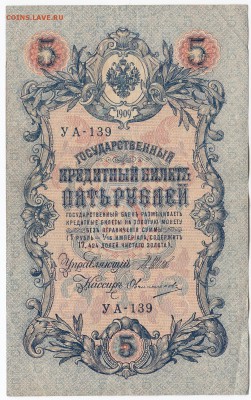 COINS.LAVE.RU
5 5
1909
УА-139
ГОСУДАРСТВЕННЫЙ
КРЕДИТНЫЙ БИЛЕТЪ
ПЯТЬ РУБЛЕЙ
ГОСУДАРСТВЕННЫЙ БАНКЪ РАЗМѢНИВАЕТЪ
КРЕДИТНЫЕ БИЛЕТЫ НА ЗОЛОТУЮ МОНЕТУ
БЕЗЪ ОГРАНИЧЕНІЯ СУММЫ
(1 РУБЛЬ = 1/15 ИМПЕРІАЛА, СОДЕРЖИТЪ
17,424 ДОЛЕЙ ЧИСТАГО ЗОЛОТА).
Управляющій
Кассиръ
УА-139
5